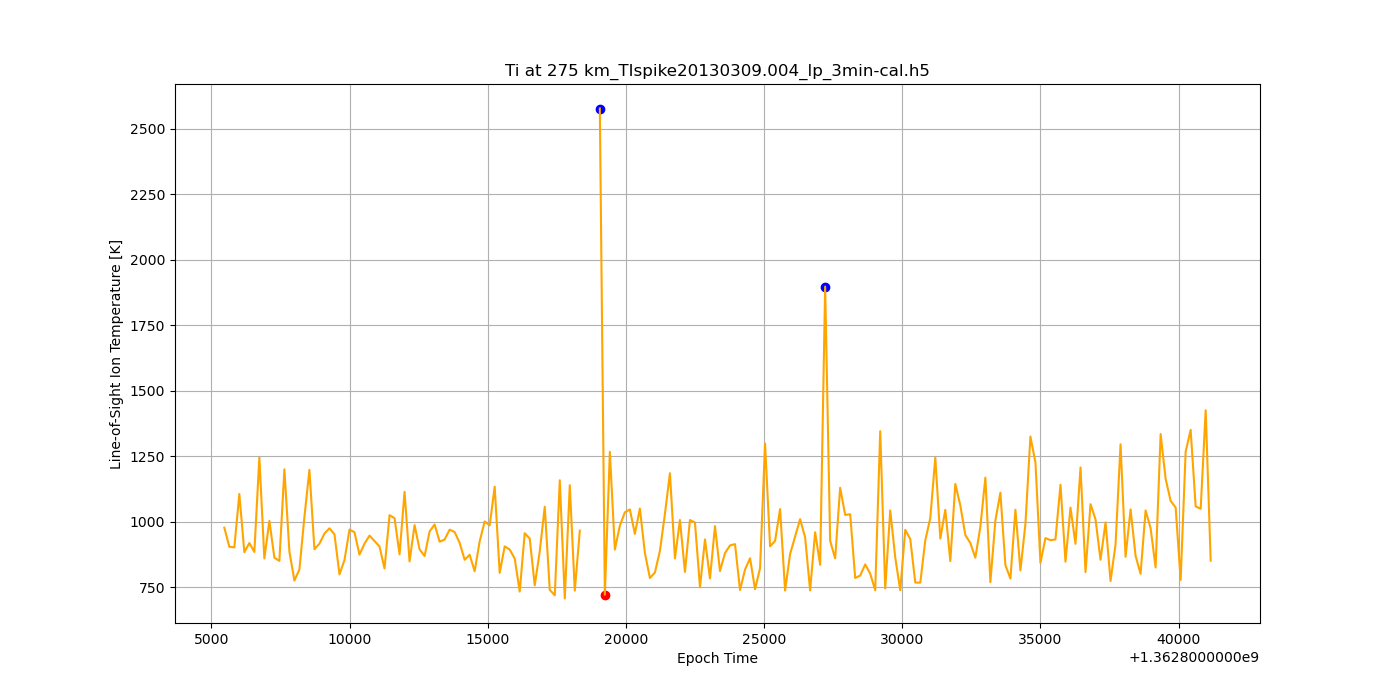 Ti at 275 km_TIspike20130309.004_lp_3min-cal.h5
Line-of-Sight Ion Temperature [K]
2500
2250
2000
1750
1500
1250
1000
750
5000 10000 15000 20000 25000 30000 35000 40000
Epoch Time
+1.3628000000e9